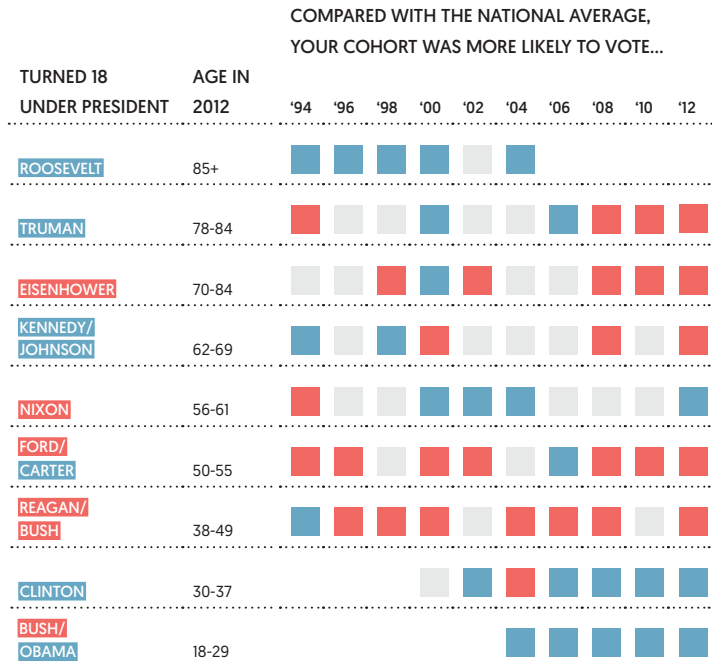 COMPARED WITH THE NATIONAL AVERAGE,
YOUR COHORT WAS MORE LIKELY TO VOTE...
TURNED 18 AGE IN
UNDER PRESIDENT 2012 ‘94 ‘96 ‘98 ‘00 ‘02 ‘04 ‘06 ‘08 ‘10 ‘12
ROOSEVELT 85+
TRUMAN 78-84
EISENHOWER 70-84
KENNEDY/
JOHNSON 62-69
NIXON 56-61
FORD/
CARTER 50-55
REAGAN/
BUSH 38-49
CLINTON 30-37
BUSH/
OBAMA 18-29